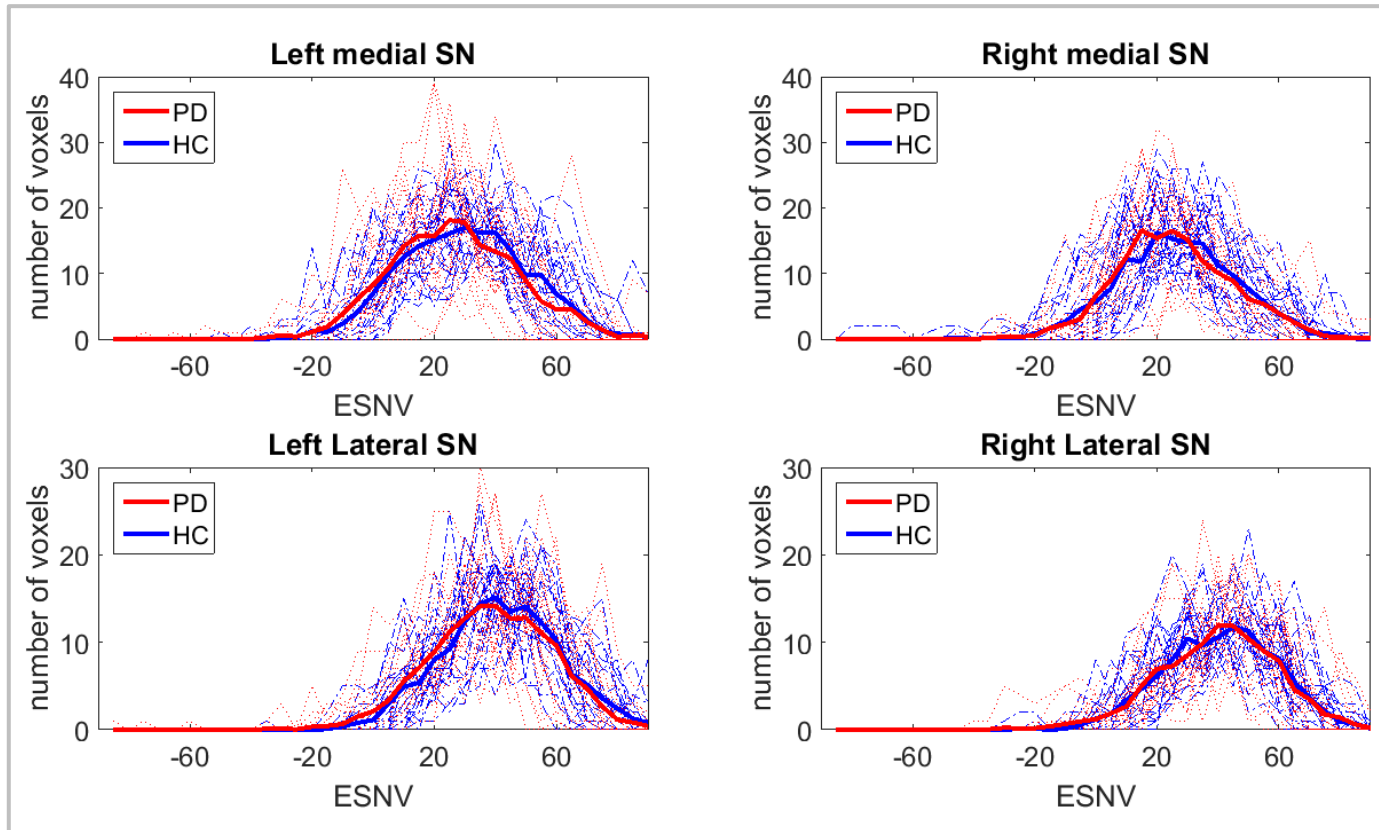 Left medial SN
number of voxels
40
30
20
10
0
PD
HC
-60
-20
20
60
ESNV
Right medial SN
number of voxels
40
30
20
10
0
PD
HC
-60
-20
20
60
ESNV
Left Lateral SN
number of voxels
30
20
10
0
PD
HC
-60
-20
20
60
ESNV
Right Lateral SN
number of voxels
30
20
10
0
PD
HC
-60
-20
20
60
ESNV